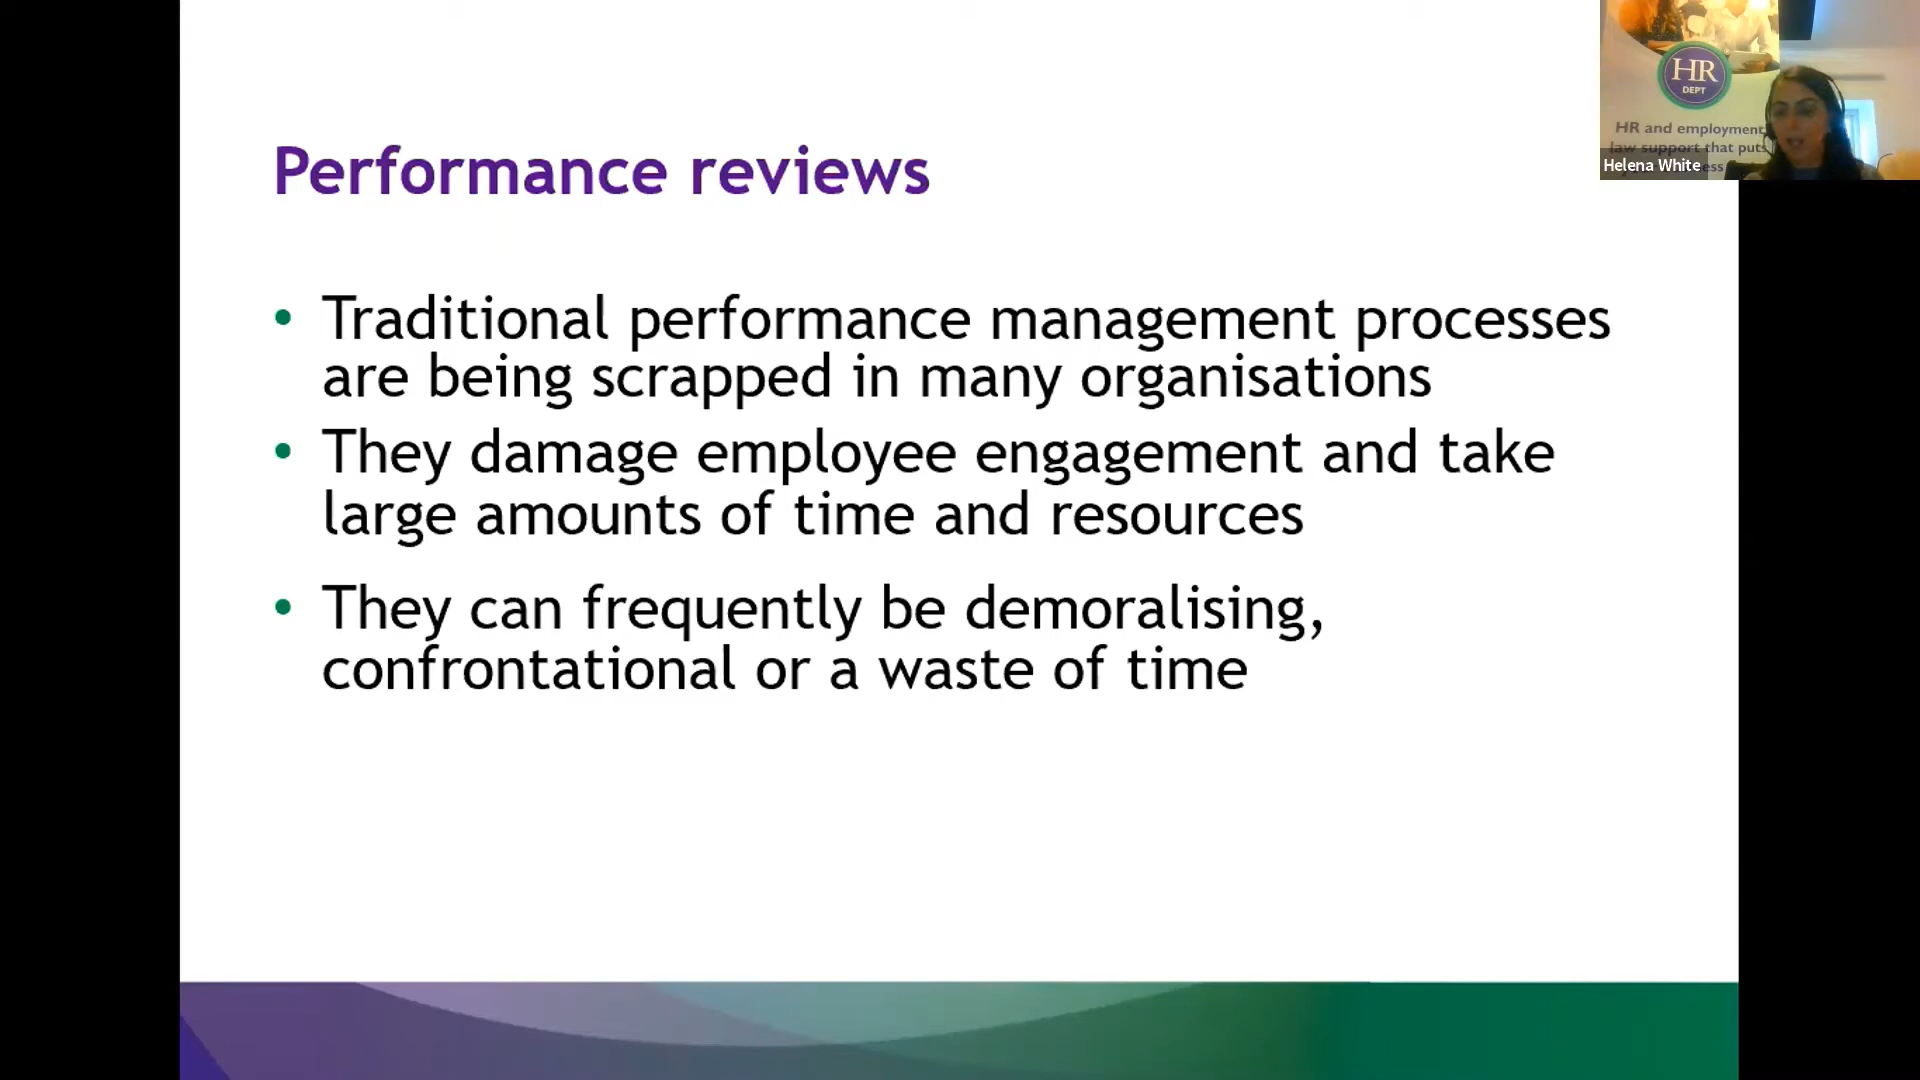 Performance reviews
• Traditional performance management processes
are being scrapped in many organisations
• They damage employee engagement and take
large amounts of time and resources
• They can frequently be demoralising,
confrontational or a waste of time
HR
DEPT
HR and employment
law support that puts
Helena White